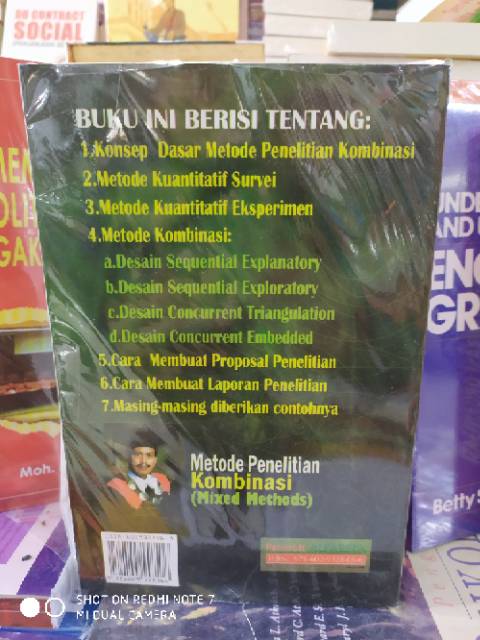 DU CONTRACT
SOCIAL
BUKU INI BERISI TENTANG:
1.Konsep Dasar Metode Penelitian Kombinasi
2.Metode Kuantitatif Survei
3.Metode Kuantitatif Eksperimen
4.Metode Kombinasi:
a.Desain Sequential Explanatory
b.Desain Sequential Exploratory
c.Desain Concurrent Triangulation
d.Desain Concurrent Embedded
5.Cara Membuat Proposal Penelitian
6.Cara Membuat Laporan Penelitian
7.Masing-masing diberikan contohnya
Metode Penelitian
Kombinasi
(Mixed Methods)
Moh.
Betty S
SHOT ON REDMI NOTE 7
MI DUAL CAMERA